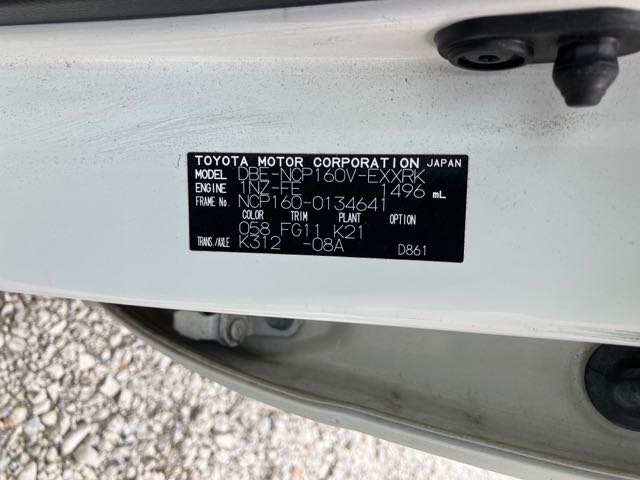 TOYOTA MOTOR CORPORATION JAPAN
MODEL DBE-NCP160V-EXXRK
ENGINE 1NZ-FE 1496 mL
FRAME No. NCP160-0134641
COLOR TRIM PLANT OPTION
058 FG11 K21
TRANS./AXLE K312 -08A D861